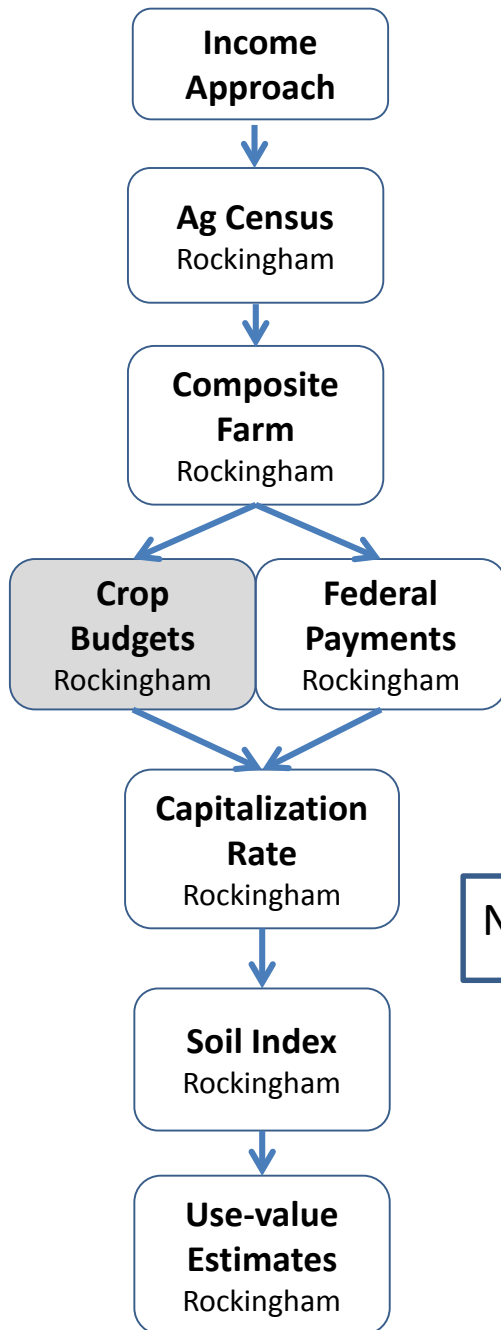 Income
Approach
Ag Census
Rockingham
Composite
Farm
Rockingham
Crop
Budgets
Rockingham
Federal
Payments
Rockingham
Capitalization
Rate
Rockingham
Soil Index
Rockingham
Use-value
Estimates
Rockingham